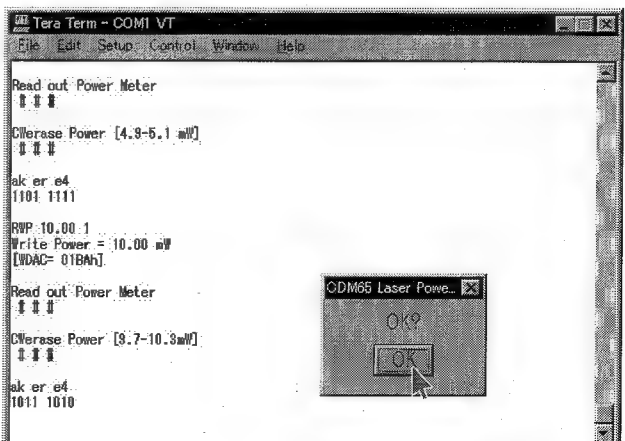 Tera Term - COM1 VT
File Edit Setup Control Window Help
Read out Power Meter
# # #
CWerase Power [4.9-5.1 mW]
# # #
ak er e4
1101 1111
RWP 10.00 1
Write Power = 10.00 mW
[WDAC= 01BAh]
Read out Power Meter
# # #
CWerase Power [9.7-10.3mW]
# # #
ak er e4
1011 1010
ODM65 Laser Powe...
OK?
OK